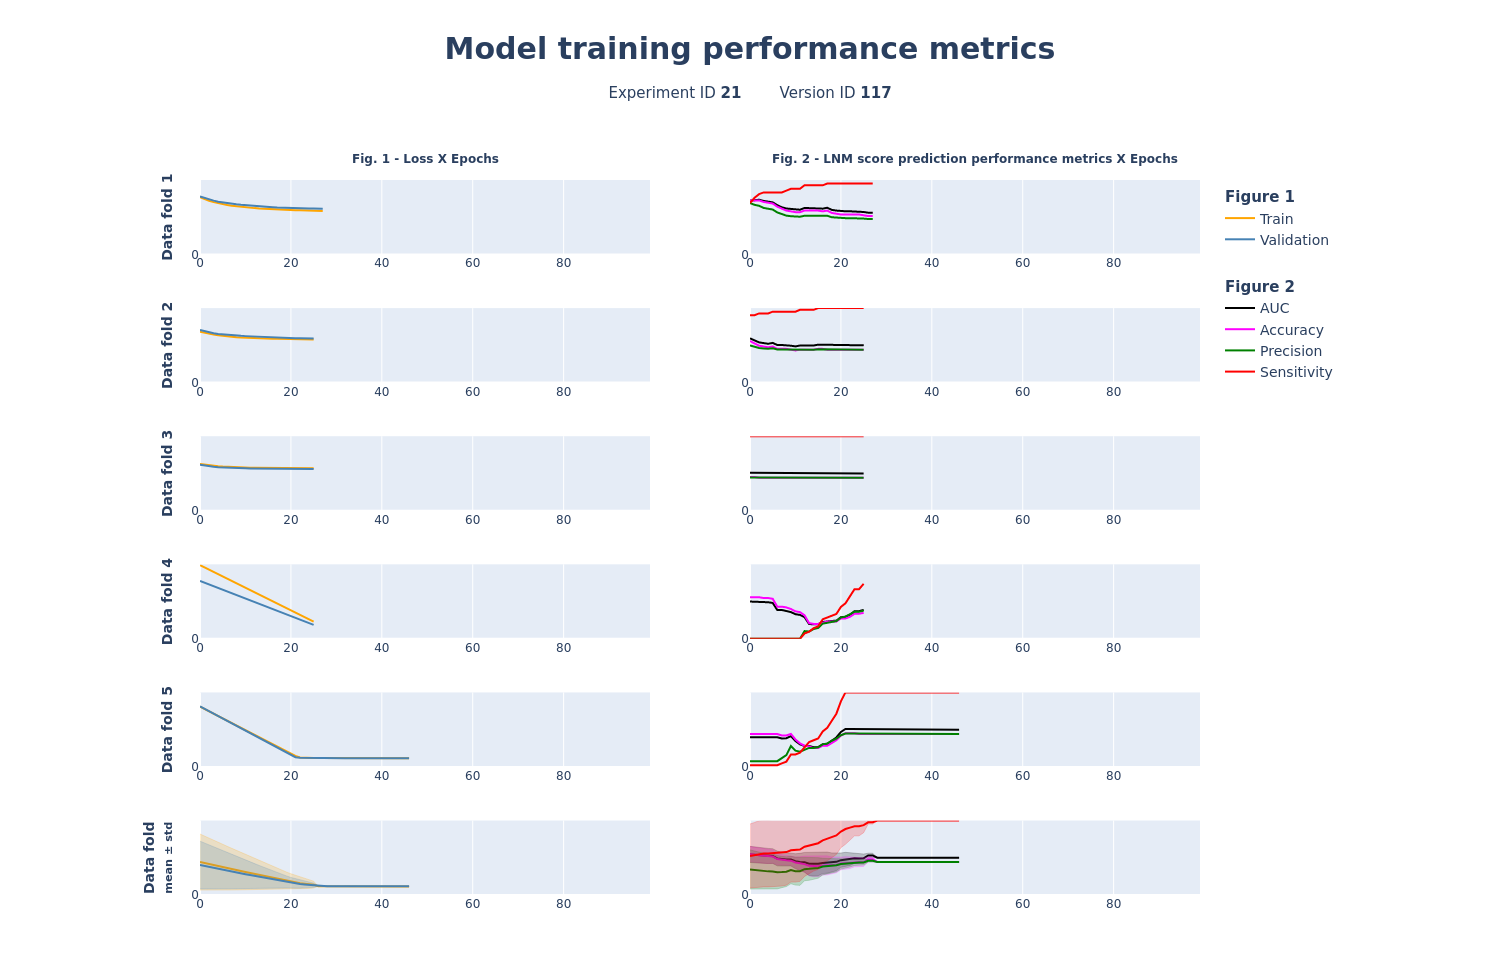 Model training performance metrics
Experiment ID 21 Version ID 117
Fig. 1 - Loss X Epochs
Fig. 2 - LNM score prediction performance metrics X Epochs
Data fold 1
0
0 20 40 60 80
0
0 20 40 60 80
Figure 1
Train
Validation
Figure 2
AUC
Accuracy
Precision
Sensitivity
Data fold 2
0
0 20 40 60 80
0
0 20 40 60 80
Data fold 3
0
0 20 40 60 80
0
0 20 40 60 80
Data fold 4
0
0 20 40 60 80
0
0 20 40 60 80
Data fold 5
0
0 20 40 60 80
0
0 20 40 60 80
Data fold
mean ± std
0
0 20 40 60 80
0
0 20 40 60 80